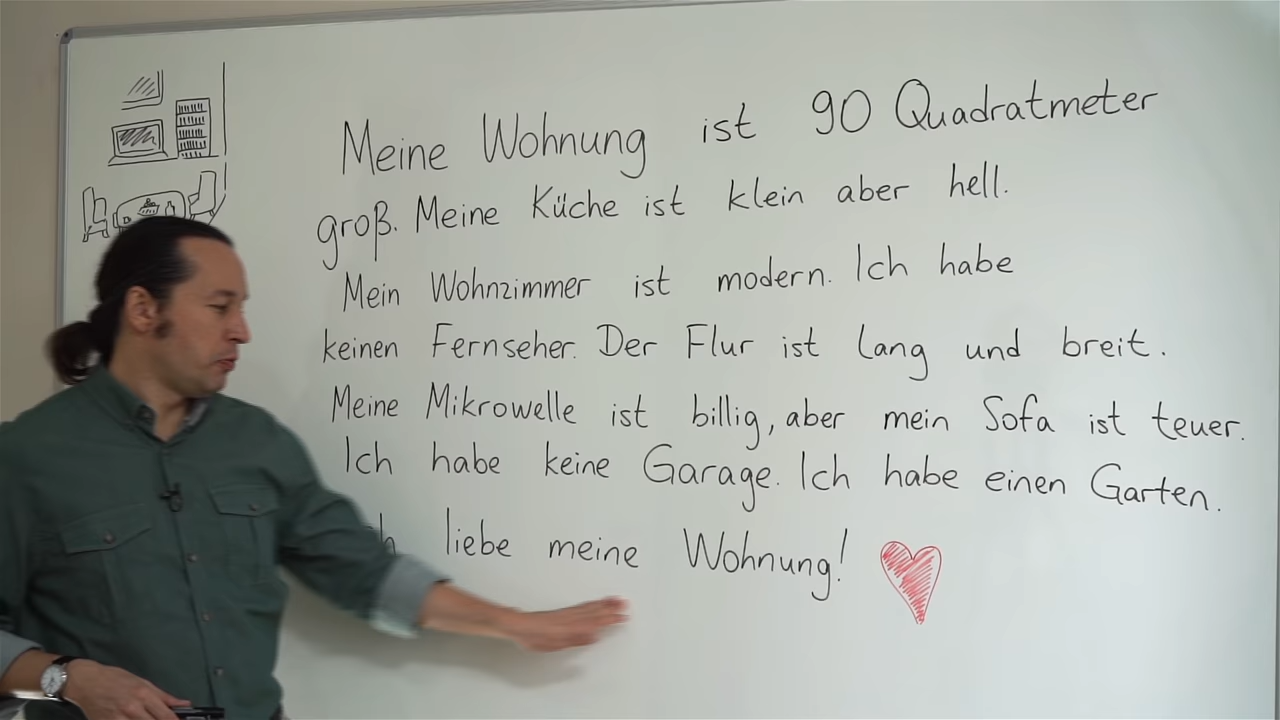 Meine Wohnung ist 90 Quadratmeter
groß. Meine Küche ist klein aber hell.
Mein Wohnzimmer ist modern. Ich habe
keinen Fernseher. Der Flur ist lang und breit.
Meine Mikrowelle ist billig, aber mein Sofa ist teuer.
Ich habe keine Garage. Ich habe einen Garten.
liebe meine Wohnung!